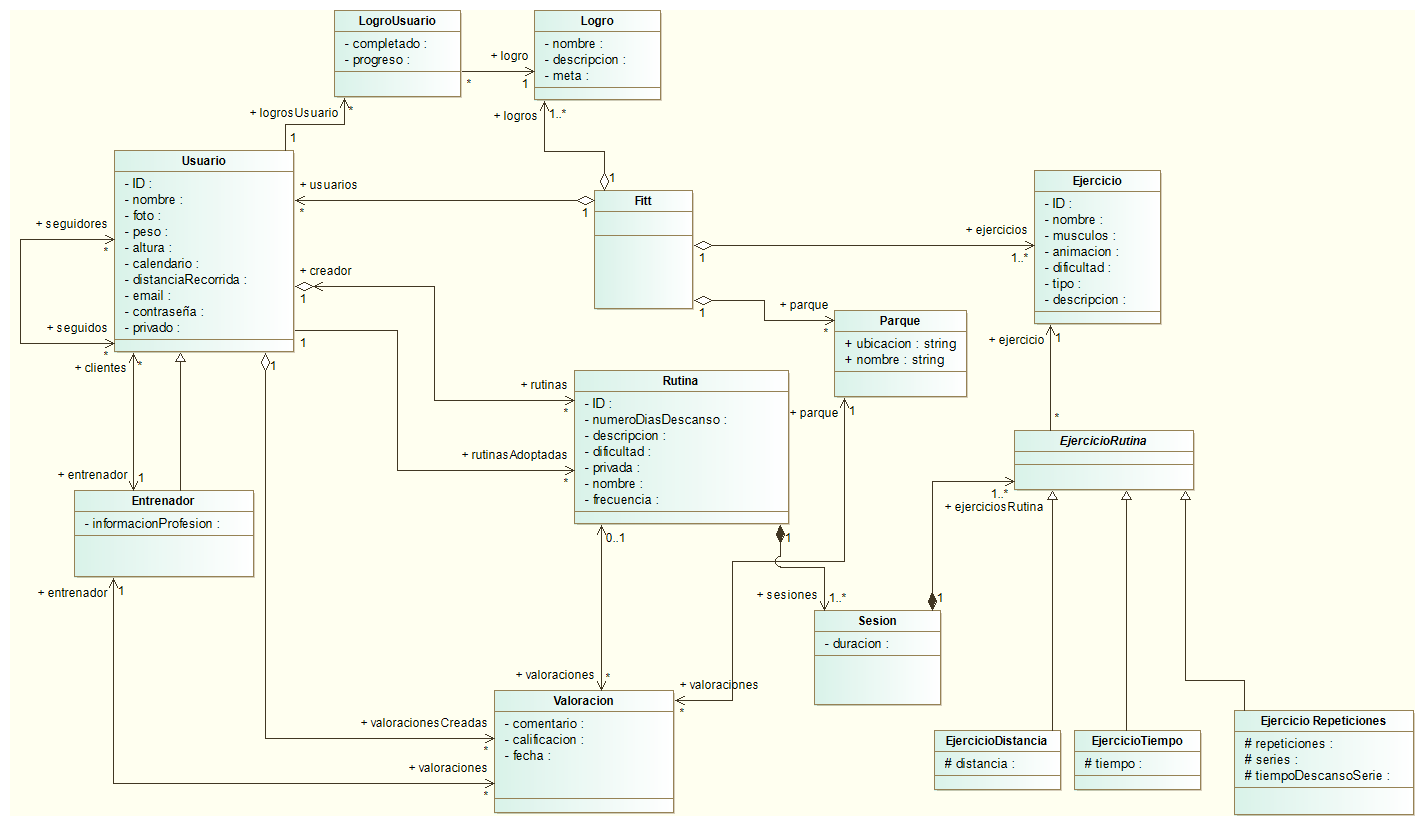 LogroUsuario
- completado :
- progreso :
Logro
- nombre :
- descripcion :
- meta :
+ logro
*
1
+ logrosUsuario
*
1
+ logros
1..*
1
Usuario
- ID :
- nombre :
- foto :
- peso :
- altura :
- calendario :
- distanciaRecorrida :
- email :
- contraseña :
- privado :
+ usuarios
*
1
Fitt
Ejercicio
- ID :
- nombre :
- musculos :
- animacion :
- dificultad :
- tipo :
- descripcion :
+ seguidores
*
+ seguidos
*
+ ejercicios
1
1..*
+ creador
1
1
+ parque
*
Parque
+ ubicacion : string
+ nombre : string
1
+ clientes
*
1
+ ejercicio
1
*
+ rutinas
*
Rutina
- ID :
- numeroDiasDescanso :
- descripcion :
- dificultad :
- privada :
- nombre :
- frecuencia :
+ parque
1
EjercicioRutina
+ rutinasAdoptadas
*
+ entrenador
1
Entrenador
- informacionProfesion :
1..*
+ ejerciciosRutina
0..1
1
+ entrenador
1
+ sesiones
1..*
1
Sesion
- duracion :
+ valoraciones
*
+ valoraciones
*
Valoracion
- comentario :
- calificacion :
- fecha :
+ valoracionesCreadas
*
+ valoraciones
*
EjercicioDistancia
# distancia :
EjercicioTiempo
# tiempo :
Ejercicio Repeticiones
# repeticiones :
# series :
# tiempoDescansoSerie :